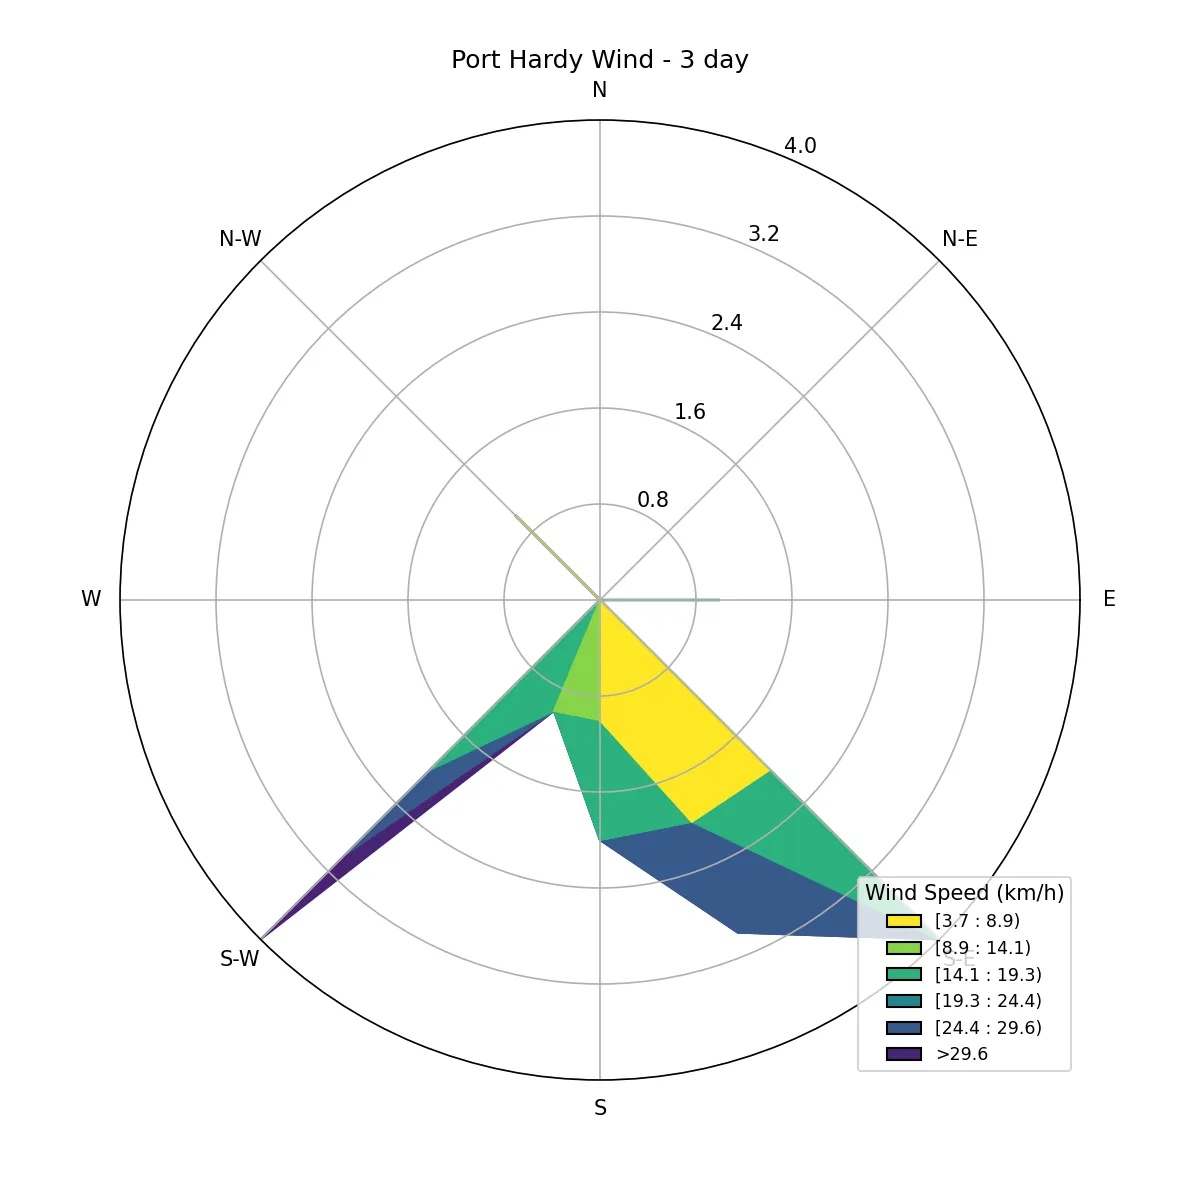 Port Hardy Wind - 3 day
N
4.0
N-W
3.2
N-E
2.4
1.6
0.8
W
E
Wind Speed (km/h)
[3.7 : 8.9)
[8.9 : 14.1)
S-W
S-E
[14.1 : 19.3)
[19.3 : 24.4)
[24.4 : 29.6)
>29.6
S